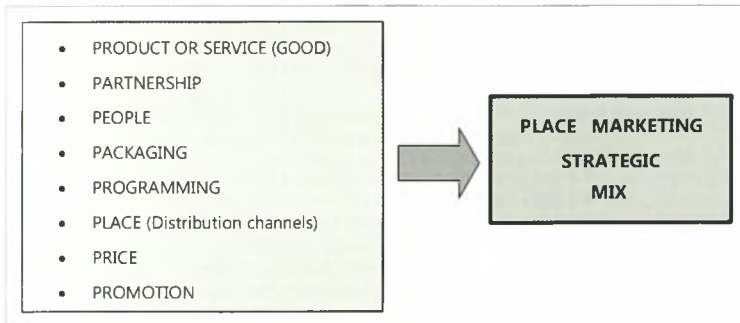 • PRODUCT OR SERVICE (GOOD)
• PARTNERSHIP
• PEOPLE
• PACKAGING
• PROGRAMMING
• PLACE (Distribution channels)
• PRICE
• PROMOTION
PLACE MARKETING
STRATEGIC
MIX